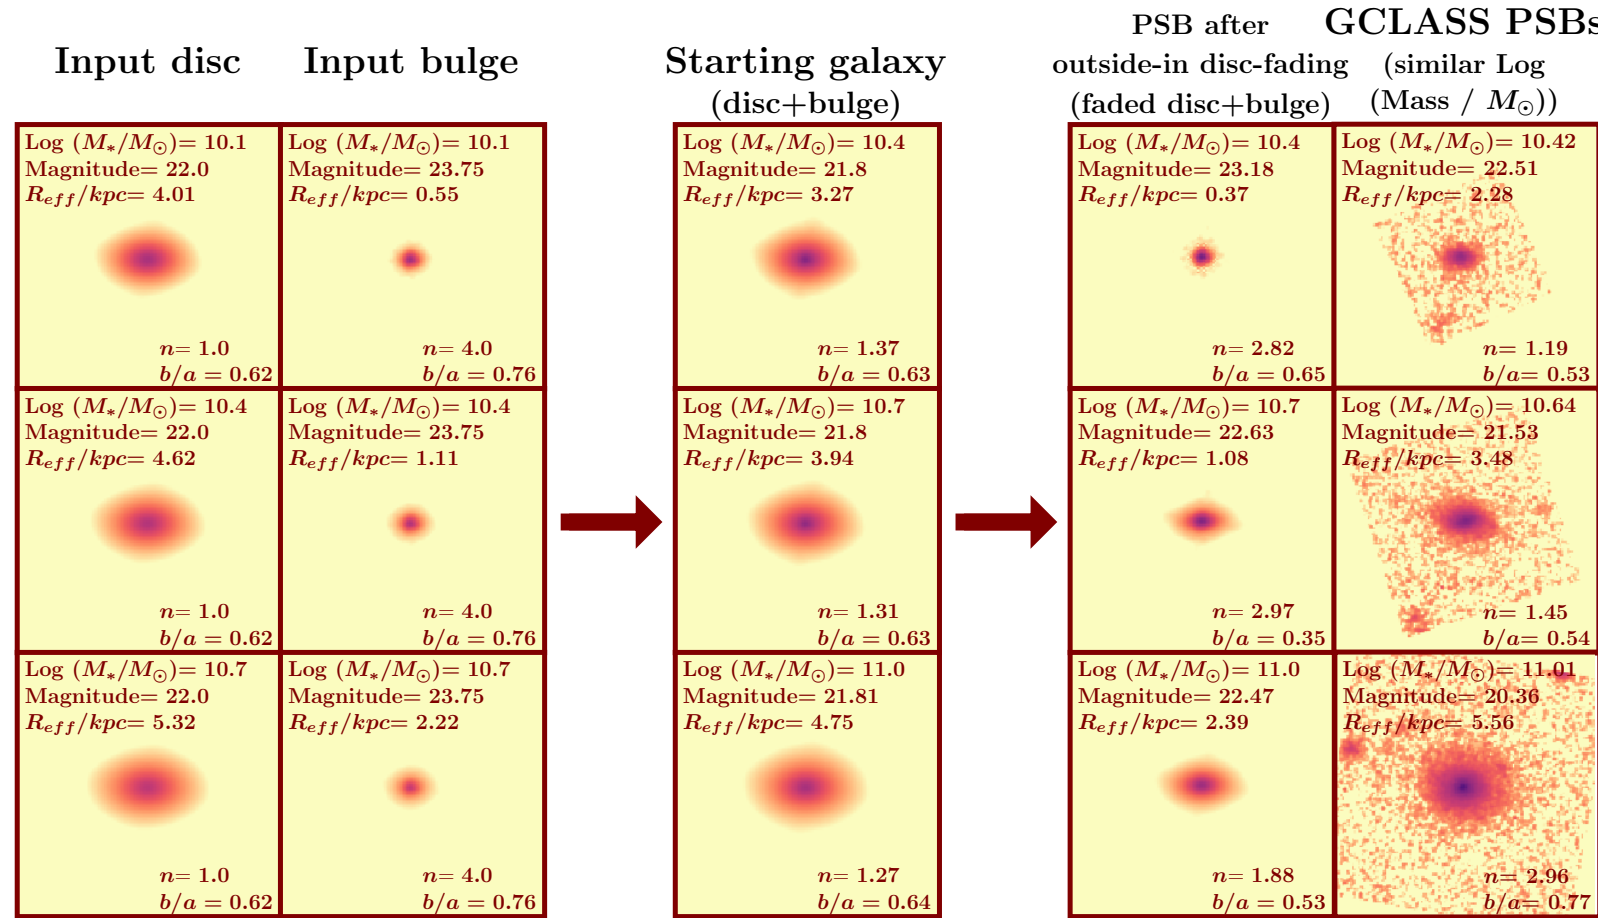 Input disc
Input bulge
Starting galaxy
(disc+bulge)
PSB after
outside-in disc-fading
(faded disc+bulge)
GCLASS PSBs
(similar Log
(Mass / M⊙))
Log (M*/M⊙)= 10.1
Magnitude= 22.0
Reff/kpc= 4.01
n= 1.0
b/a = 0.62
Log (M*/M⊙)= 10.1
Magnitude= 23.75
Reff/kpc= 0.55
n= 4.0
b/a = 0.76
Log (M*/M⊙)= 10.4
Magnitude= 21.8
Reff/kpc= 3.27
n= 1.37
b/a = 0.63
Log (M*/M⊙)= 10.4
Magnitude= 23.18
Reff/kpc= 0.37
n= 2.82
b/a = 0.65
Log (M*/M⊙)= 10.42
Magnitude= 22.51
Reff/kpc= 2.28
n= 1.19
b/a= 0.53
Log (M*/M⊙)= 10.4
Magnitude= 22.0
Reff/kpc= 4.62
n= 1.0
b/a = 0.62
Log (M*/M⊙)= 10.4
Magnitude= 23.75
Reff/kpc= 1.11
n= 4.0
b/a = 0.76
Log (M*/M⊙)= 10.7
Magnitude= 21.8
Reff/kpc= 3.94
n= 1.31
b/a = 0.63
Log (M*/M⊙)= 10.7
Magnitude= 22.63
Reff/kpc= 1.08
n= 2.97
b/a = 0.35
Log (M*/M⊙)= 10.64
Magnitude= 21.53
Reff/kpc= 3.48
n= 1.45
b/a= 0.54
Log (M*/M⊙)= 10.7
Magnitude= 22.0
Reff/kpc= 5.32
n= 1.0
b/a = 0.62
Log (M*/M⊙)= 10.7
Magnitude= 23.75
Reff/kpc= 2.22
n= 4.0
b/a = 0.76
Log (M*/M⊙)= 11.0
Magnitude= 21.81
Reff/kpc= 4.75
n= 1.27
b/a = 0.64
Log (M*/M⊙)= 11.0
Magnitude= 22.47
Reff/kpc= 2.39
n= 1.88
b/a = 0.53
Log (M*/M⊙)= 11.01
Magnitude= 20.36
Reff/kpc= 5.56
n= 2.96
b/a= 0.77